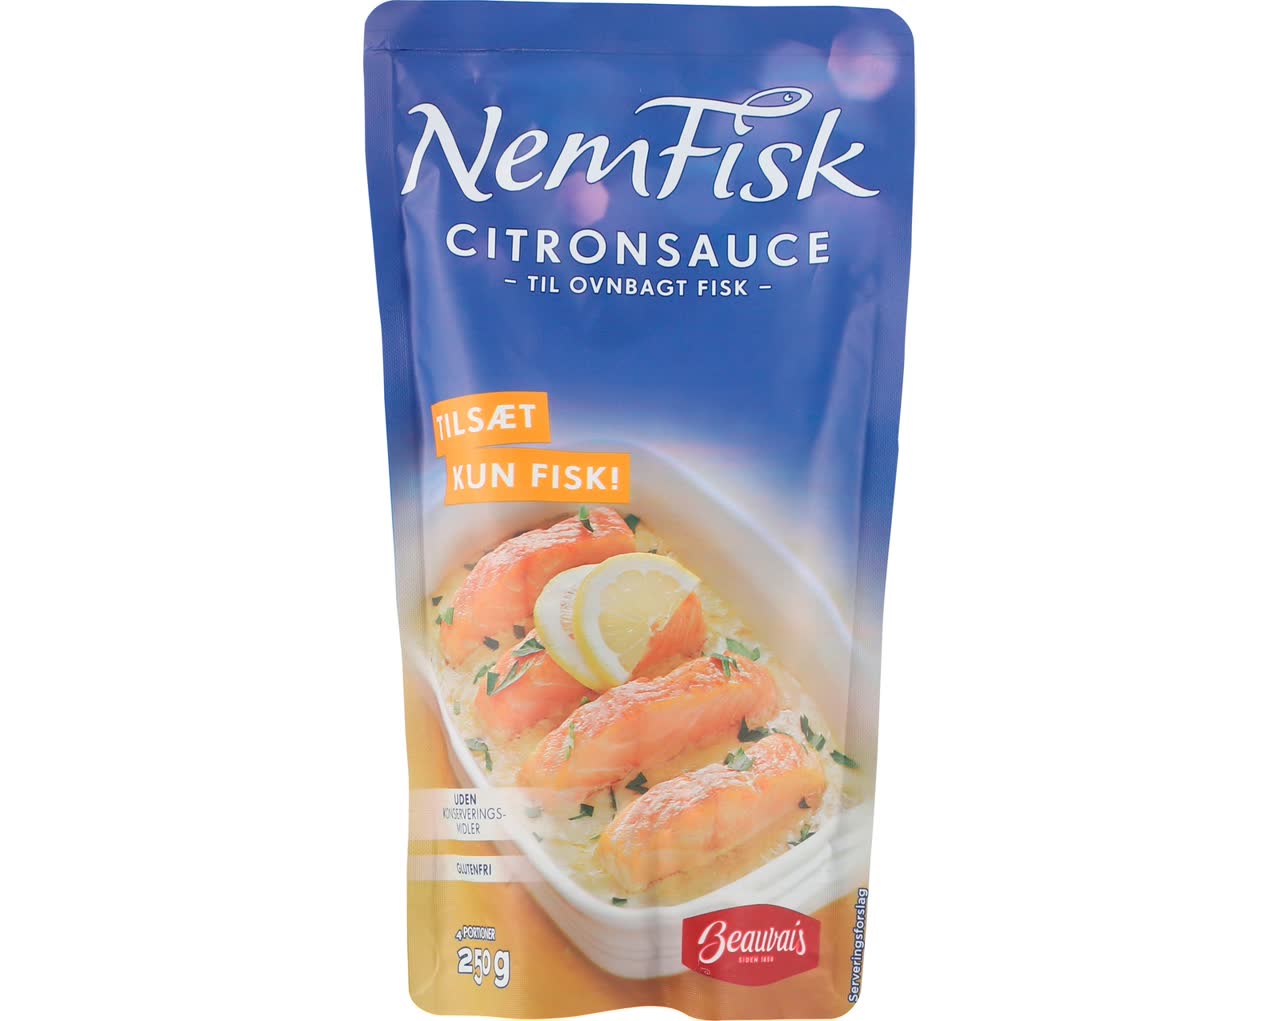 NemFisk
CITRONSAUCE
– TIL OVNBAGT FISK –
TILSÆT
KUN FISK!
UDEN
KONSERVERINGS-
MIDLER
GLUTENFRI
4 PORTIONER
250g
Beauvais
SIDEN 1850
Serveringsforslag